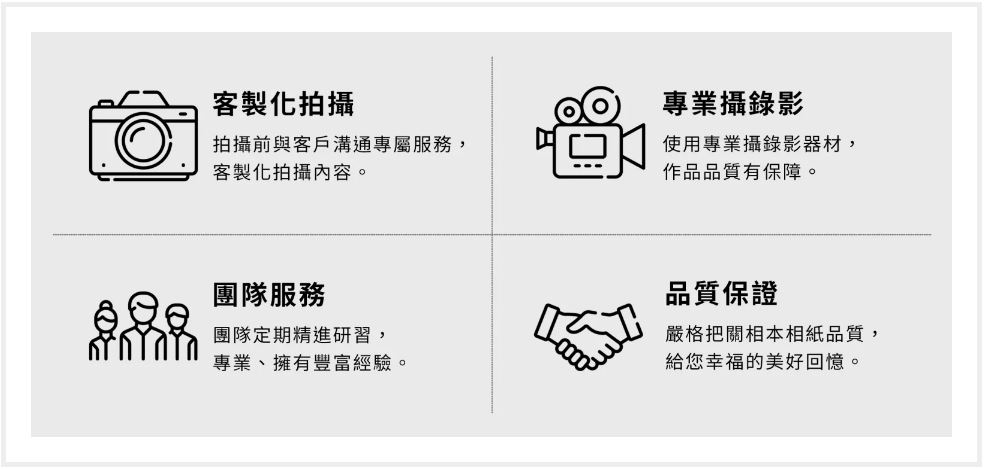 客製化拍攝
拍攝前與客戶溝通專屬服務，
客製化拍攝內容。
專業攝錄影
使用專業攝錄影器材，
作品品質有保障。
團隊服務
團隊定期精進研習，
專業、擁有豐富經驗。
品質保證
嚴格把關相本相紙品質，
給您幸福的美好回憶。